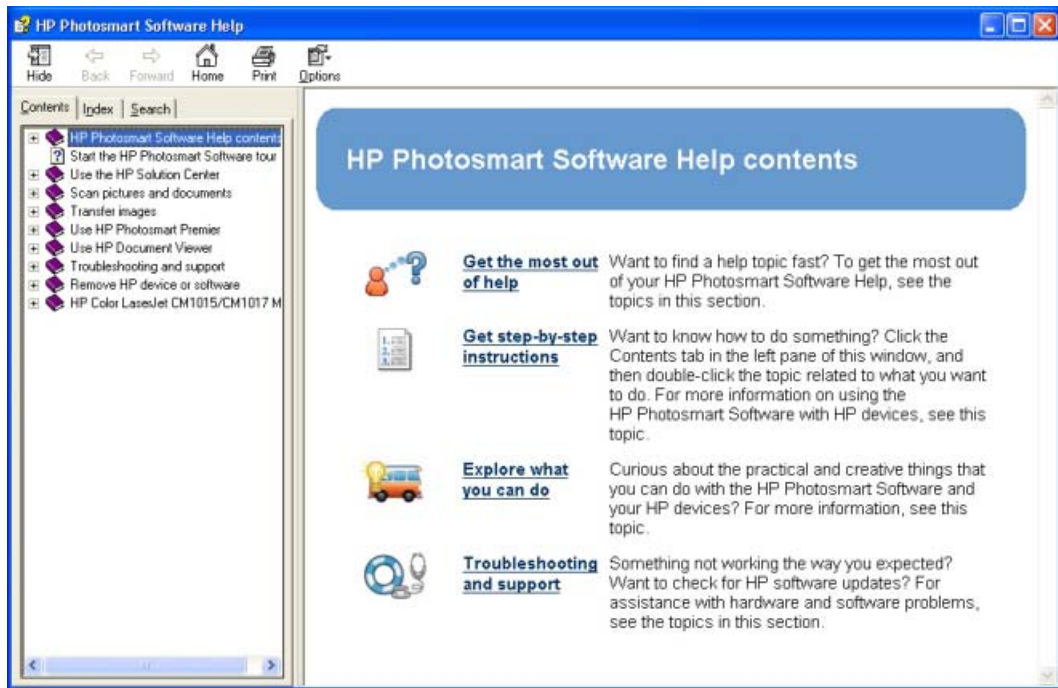 HP Photosmart Software Help
Hide Back Forward Home Print Options
Contents Index Search
HP Photosmart Software Help contents
Start the HP Photosmart Software tour
Use the HP Solution Center
Scan pictures and documents
Transfer images
Use HP Photosmart Premier
Use HP Document Viewer
Troubleshooting and support
Remove HP device or software
HP Color LaserJet CM1015/CM1017 M
HP Photosmart Software Help contents
Get the most out
of help
Want to find a help topic fast? To get the most out
of your HP Photosmart Software Help, see the
topics in this section.
Get step-by-step
instructions
Want to know how to do something? Click the
Contents tab in the left pane of this window, and
then double-click the topic related to what you want
to do. For more information on using the
HP Photosmart Software with HP devices, see this
topic.
Explore what
you can do
Curious about the practical and creative things that
you can do with the HP Photosmart Software and
your HP devices? For more information, see this
topic.
Troubleshooting
and support
Something not working the way you expected?
Want to check for HP software updates? For
assistance with hardware and software problems,
see the topics in this section.